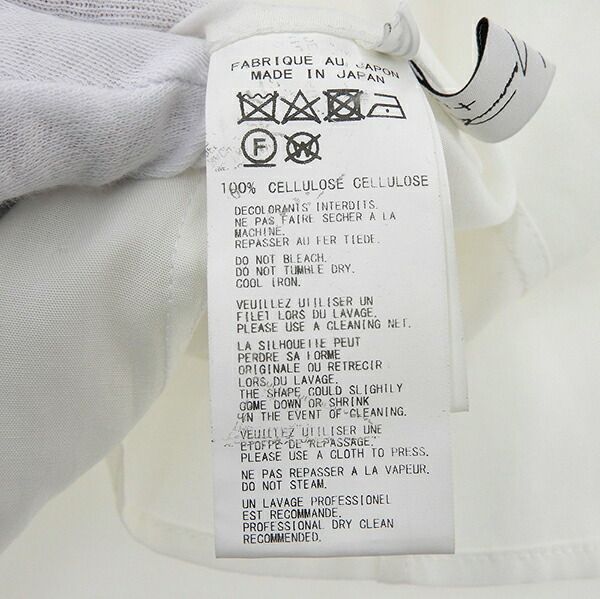 FABRIQUE AU JAPON
MADE IN JAPAN
F
W
100% CELLULOSE CELLULOSE
DECOLORANTS INTERDITS.
NE PAS FAIRE SECHER A LA
MACHINE.
REPASSER AU FER TIEDE.
DO NOT BLEACH.
DO NOT TUMBLE DRY.
COOL IRON.
VEUILLEZ UTILISER UN
FILET LORS DU LAVAGE.
PLEASE USE A CLEANING NET.
LA SILHOUETTE PEUT
PERDRE SA FORME
ORIGINALE OU RETRECIR
LORS DU LAVAGE.
THE SHAPE COULD SLIGHTLY
COME DOWN OR SHRINK
IN THE EVENT OF CLEANING.
VEUILLEZ UTILISER UNE
ETOFFE DE REPASSAGE.
PLEASE USE A CLOTH TO PRESS.
NE PAS REPASSER A LA VAPEUR.
DO NOT STEAM.
UN LAVAGE PROFESSIONEL
EST RECOMMANDE.
PROFESSIONAL DRY CLEAN
RECOMMENDED.